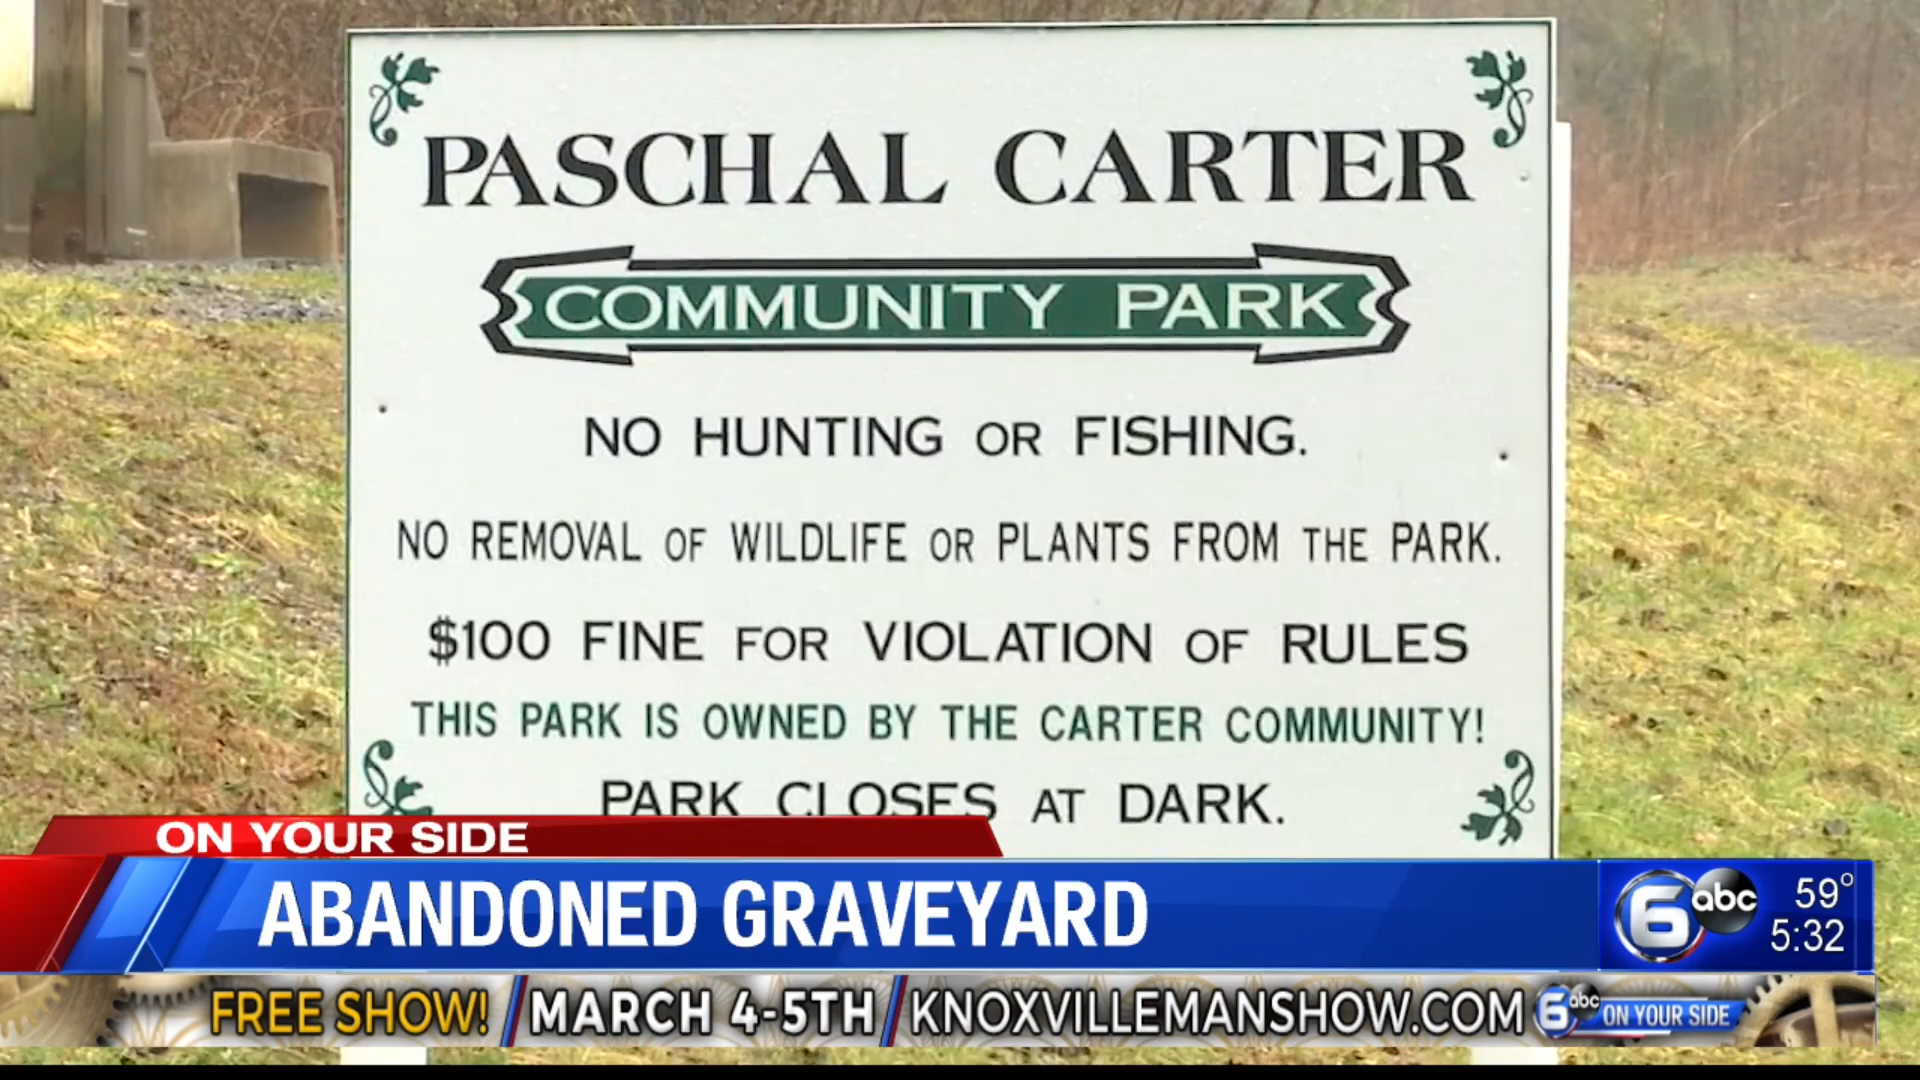 PASCHAL CARTER
COMMUNITY PARK
NO HUNTING OR FISHING.
NO REMOVAL OF WILDLIFE OR PLANTS FROM THE PARK.
$100 FINE FOR VIOLATION OF RULES
THIS PARK IS OWNED BY THE CARTER COMMUNITY!
PARK CLOSES AT DARK.
ON YOUR SIDE
ABANDONED GRAVEYARD
6 abc 59°
5:32
FREE SHOW! / MARCH 4-5TH / KNOXVILLEMANSHOW.COM 6 abc ON YOUR SIDE